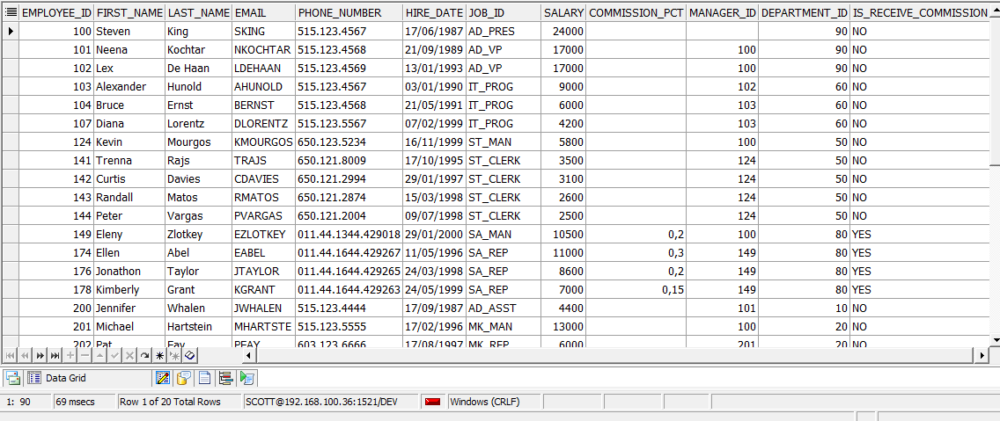 EMPLOYEE_ID FIRST_NAME LAST_NAME EMAIL PHONE_NUMBER HIRE_DATE JOB_ID SALARY COMMISSION_PCT MANAGER_ID DEPARTMENT_ID IS_RECEIVE_COMMISSION
100 Steven King SKING 515.123.4567 17/06/1987 AD_PRES 24000 90 NO
101 Neena Kochtar NKOCHTAR 515.123.4568 21/09/1989 AD_VP 17000 100 90 NO
102 Lex De Haan LDEHAAN 515.123.4569 13/01/1993 AD_VP 17000 100 90 NO
103 Alexander Hunold AHUNOLD 515.123.4567 03/01/1990 IT_PROG 9000 102 60 NO
104 Bruce Ernst BERNST 515.123.4568 21/05/1991 IT_PROG 6000 103 60 NO
107 Diana Lorentz DLORENTZ 515.123.5567 07/02/1999 IT_PROG 4200 103 60 NO
124 Kevin Mourgos KMOURGOS 650.123.5234 16/11/1999 ST_MAN 5800 100 50 NO
141 Trenna Rajs TRAJS 650.121.8009 17/10/1995 ST_CLERK 3500 124 50 NO
142 Curtis Davies CDAVIES 650.121.2994 29/01/1997 ST_CLERK 3100 124 50 NO
143 Randall Matos RMATOS 650.121.2874 15/03/1998 ST_CLERK 2600 124 50 NO
144 Peter Vargas PVARGAS 650.121.2004 09/07/1998 ST_CLERK 2500 124 50 NO
149 Eleny Zlotkey EZLOTKEY 011.44.1344.429018 29/01/2000 SA_MAN 10500 0,2 100 80 YES
174 Ellen Abel EABEL 011.44.1644.429267 11/05/1996 SA_REP 11000 0,3 149 80 YES
176 Jonathon Taylor JTAYLOR 011.44.1644.429265 24/03/1998 SA_REP 8600 0,2 149 80 YES
178 Kimberly Grant KGRANT 011.44.1644.429263 24/05/1999 SA_REP 7000 0,15 149 80 YES
200 Jennifer Whalen JWHALEN 515.123.4444 17/09/1987 AD_ASST 4400 101 10 NO
201 Michael Hartstein MHARTSTE 515.123.5555 17/02/1996 MK_MAN 13000 100 20 NO
202 Pat Fay PFAY 603.123.6666 17/08/1997 MK_REP 6000 201 20 NO
Data Grid
1: 90 69 msecs Row 1 of 20 Total Rows SCOTT@192.168.100.36:1521/DEV Windows (CRLF)